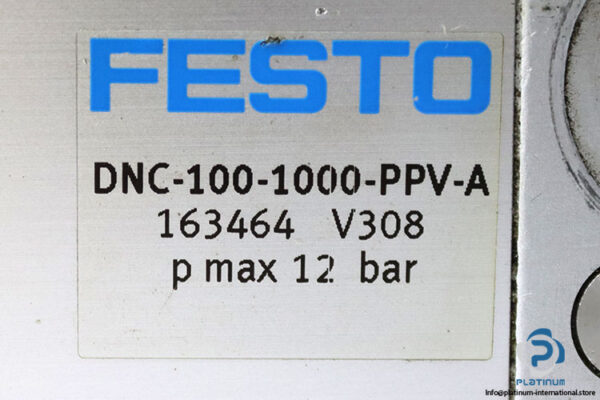 FESTO
DNC-100-1000-PPV-A
163464 V308
p max 12 bar
PLATINUM
Info@platinum-international.store